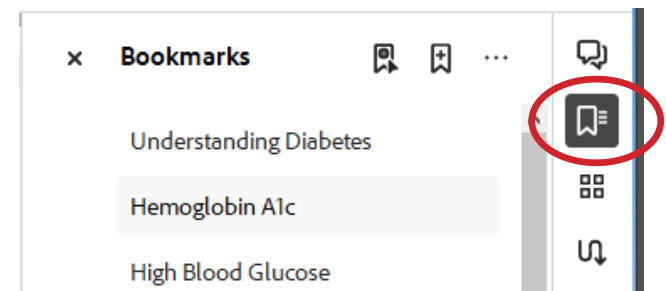 Bookmarks
Understanding Diabetes
Hemoglobin A1c
High Blood Glucose